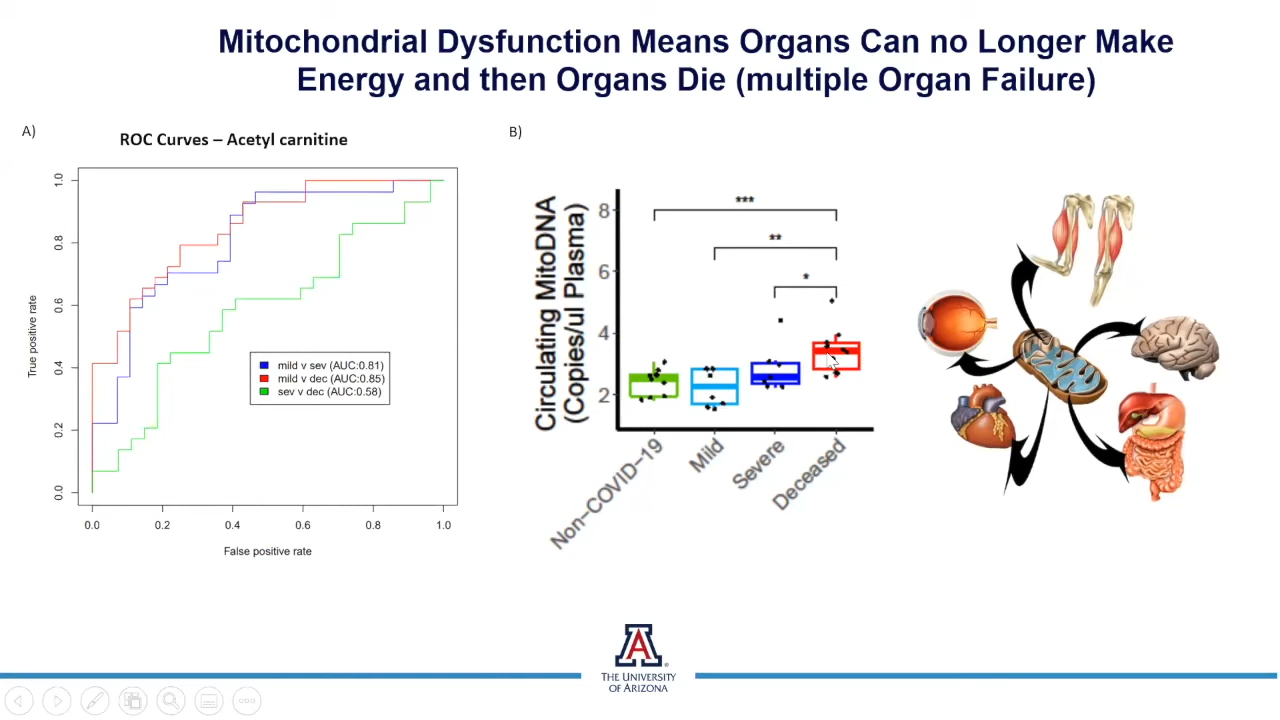 Mitochondrial Dysfunction Means Organs Can no Longer Make
Energy and then Organs Die (multiple Organ Failure)
A)
ROC Curves – Acetyl carnitine
True positive rate
1.0
0.8
0.6
0.4
0.2
0.0
mild v sev (AUC:0.81)
mild v dec (AUC:0.85)
sev v dec (AUC:0.58)
0.0 0.2 0.4 0.6 0.8 1.0
False positive rate
B)
Circulating MitoDNA
(Copies/ul Plasma)
8
6
4
2
***
**
*
Non-COVID-19
Mild
Severe
Deceased
A
THE UNIVERSITY
OF ARIZONA